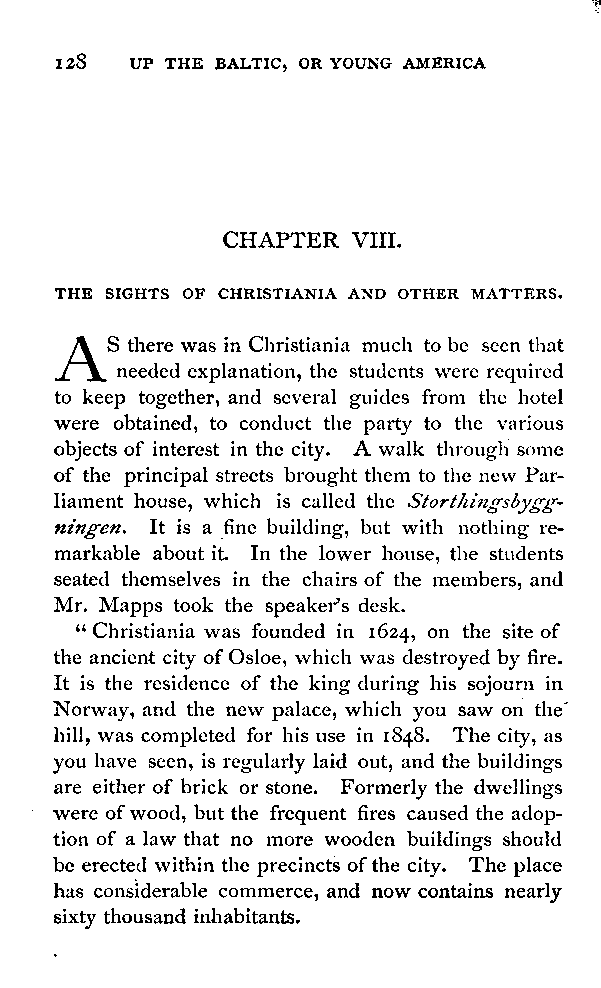 128 UP THE BALTIC, OR YOUNG AMERICA
CHAPTER VIII.
THE SIGHTS OF CHRISTIANIA AND OTHER MATTERS.
AS there was in Christiania much to be seen that
needed explanation, the students were required
to keep together, and several guides from the hotel
were obtained, to conduct the party to the various
objects of interest in the city. A walk through some
of the principal streets brought them to the new Par-
liament house, which is called the Storthingsbygg-
ningen. It is a fine building, but with nothing re-
markable about it. In the lower house, the students
seated themselves in the chairs of the members, and
Mr. Mapps took the speaker's desk.
“Christiania was founded in 1624, on the site of
the ancient city of Osloe, which was destroyed by fire.
It is the residence of the king during his sojourn in
Norway, and the new palace, which you saw on the
hill, was completed for his use in 1848. The city, as
you have seen, is regularly laid out, and the buildings
are either of brick or stone. Formerly the dwellings
were of wood, but the frequent fires caused the adop-
tion of a law that no more wooden buildings should
be erected within the precincts of the city. The place
has considerable commerce, and now contains nearly
sixty thousand inhabitants.